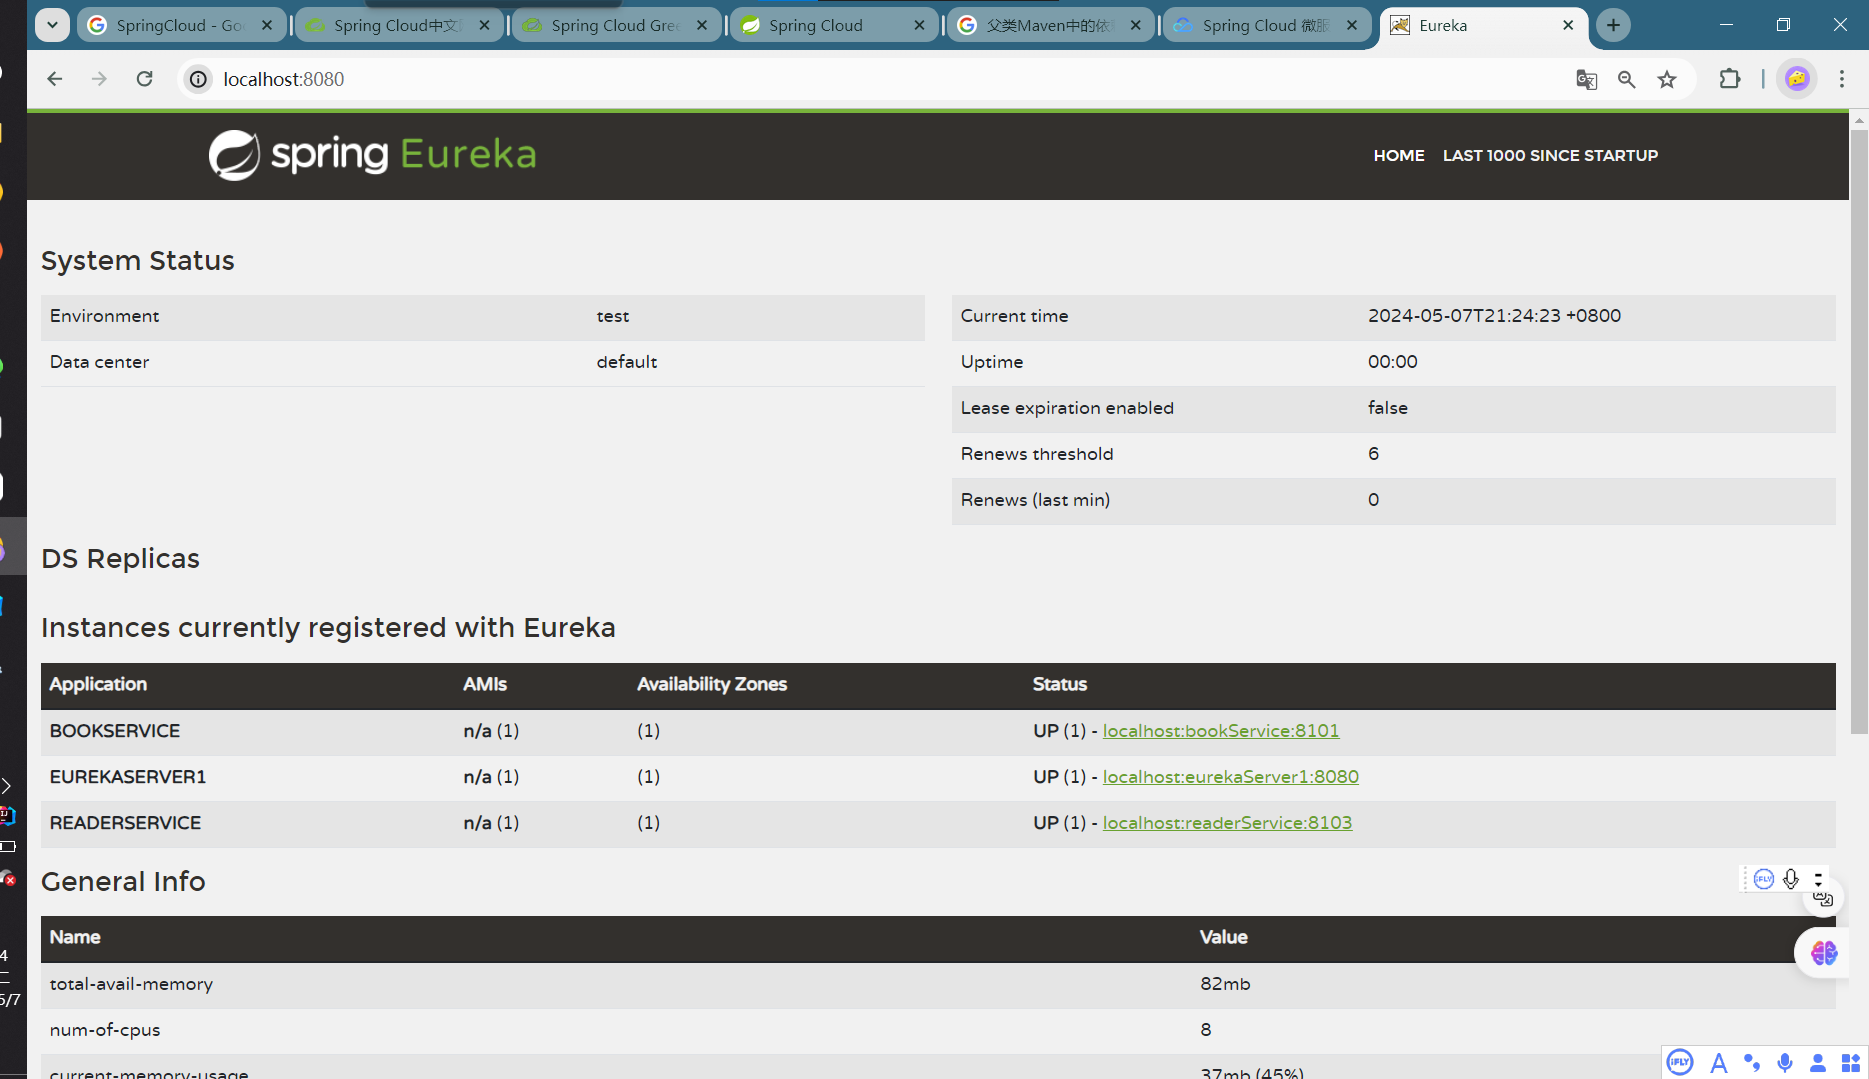 SpringCloud - Go
Spring Cloud中文
Spring Cloud Gree
Spring Cloud
父类Maven中的依
Spring Cloud 微服
Eureka
localhost:8080
spring Eureka
HOME LAST 1000 SINCE STARTUP
System Status
Environment test
Data center default
Current time 2024-05-07T21:24:23 +0800
Uptime 00:00
Lease expiration enabled false
Renews threshold 6
Renews (last min) 0
DS Replicas
Instances currently registered with Eureka
Application AMIs Availability Zones Status
BOOKSERVICE n/a (1) (1) UP (1) - localhost:bookService:8101
EUREKASERVER1 n/a (1) (1) UP (1) - localhost:eurekaServer1:8080
READERSERVICE n/a (1) (1) UP (1) - localhost:readerService:8103
General Info
Name Value
total-avail-memory 82mb
num-of-cpus 8
current-memory-usage 37mb (45%)
4
5/7
iFLY
iFLY A